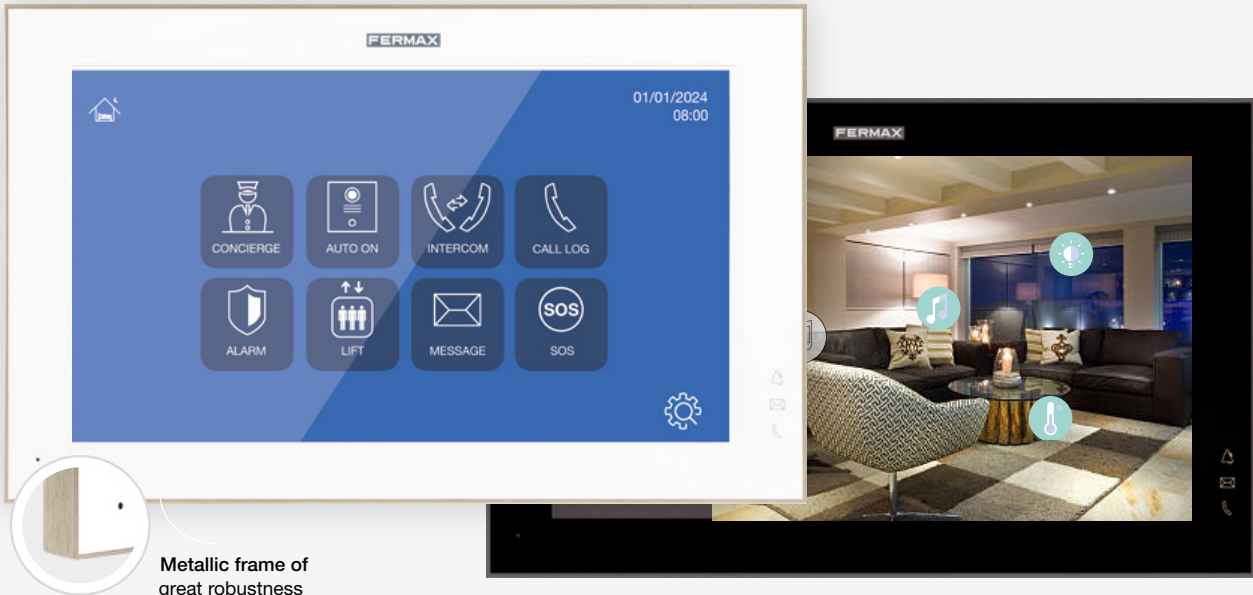 FERMAX
01/01/2024
08:00
FERMAX
CONCIERGE
AUTO ON
INTERCOM
CALL LOG
SOS
ALARM
LIFT
MESSAGE
SOS
Metallic frame of
great robustness